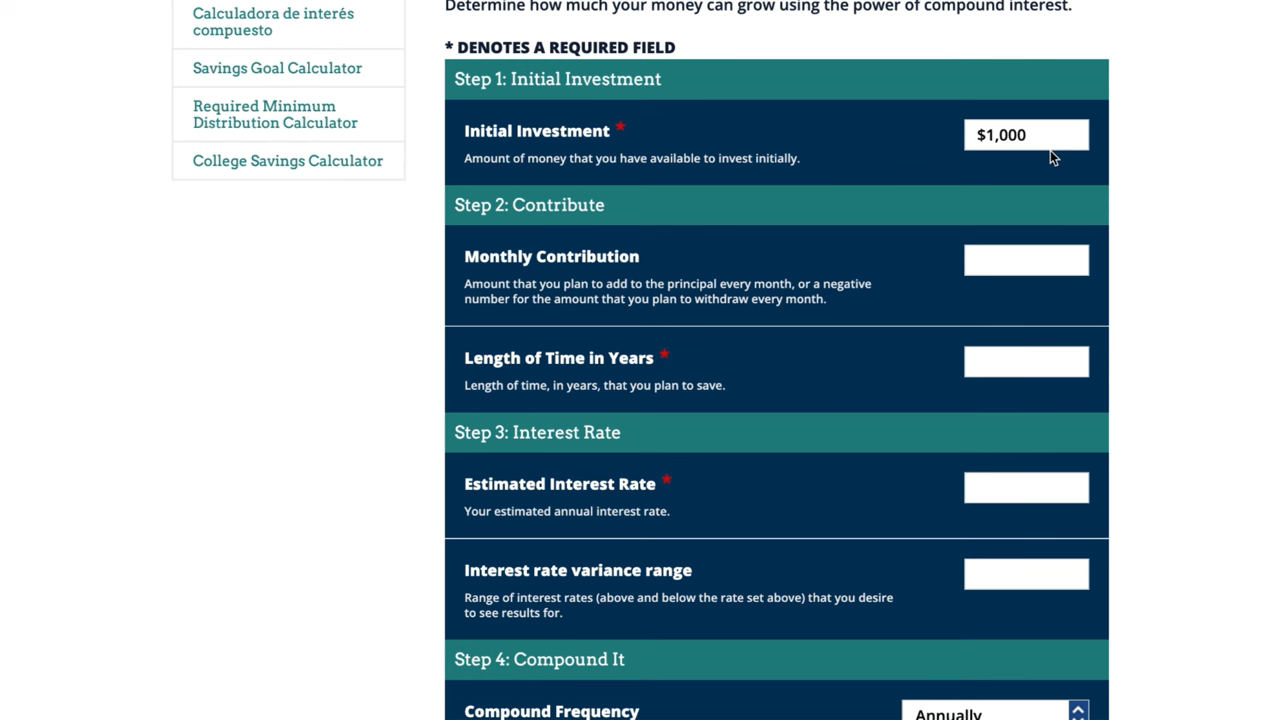 Calculadora de interés
compuesto
Savings Goal Calculator
Required Minimum
Distribution Calculator
College Savings Calculator
Determine how much your money can grow using the power of compound interest.
* DENOTES A REQUIRED FIELD
Step 1: Initial Investment
Initial Investment *
$1,000
Amount of money that you have available to invest initially.
Step 2: Contribute
Monthly Contribution
Amount that you plan to add to the principal every month, or a negative
number for the amount that you plan to withdraw every month.
Length of Time in Years *
Length of time, in years, that you plan to save.
Step 3: Interest Rate
Estimated Interest Rate *
Your estimated annual interest rate.
Interest rate variance range
Range of interest rates (above and below the rate set above) that you desire
to see results for.
Step 4: Compound It
Compound Frequency
Annually